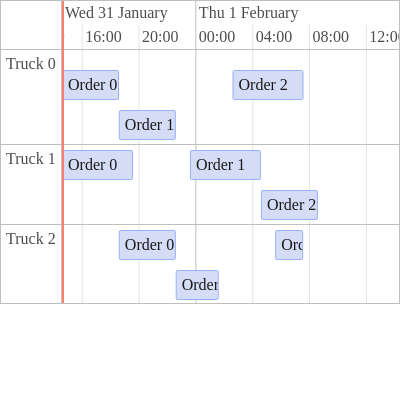 Wed 31 January
Thu 1 February
16:00 20:00 00:00 04:00 08:00 12:00
Truck 0
Order 0
Order 2
Order 1
Truck 1
Order 0
Order 1
Order 2
Truck 2
Order 0
Ord
Order